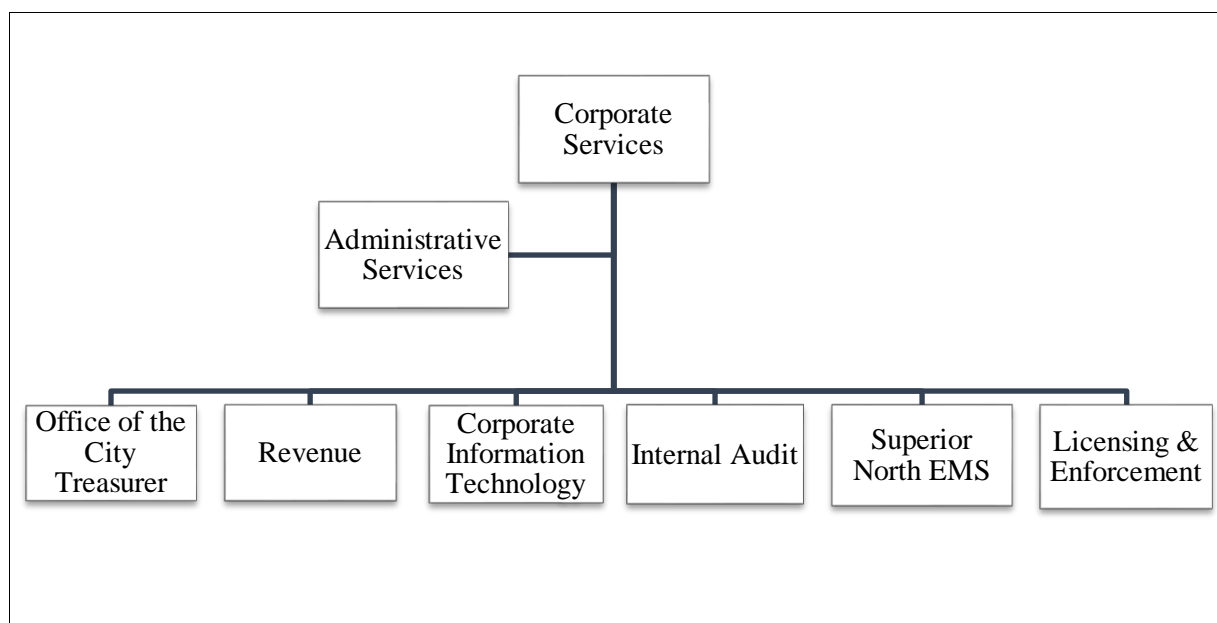 Corporate
Services
Administrative
Services
Office of the
City
Treasurer
Revenue
Corporate
Information
Technology
Internal Audit
Superior
North EMS
Licensing &
Enforcement